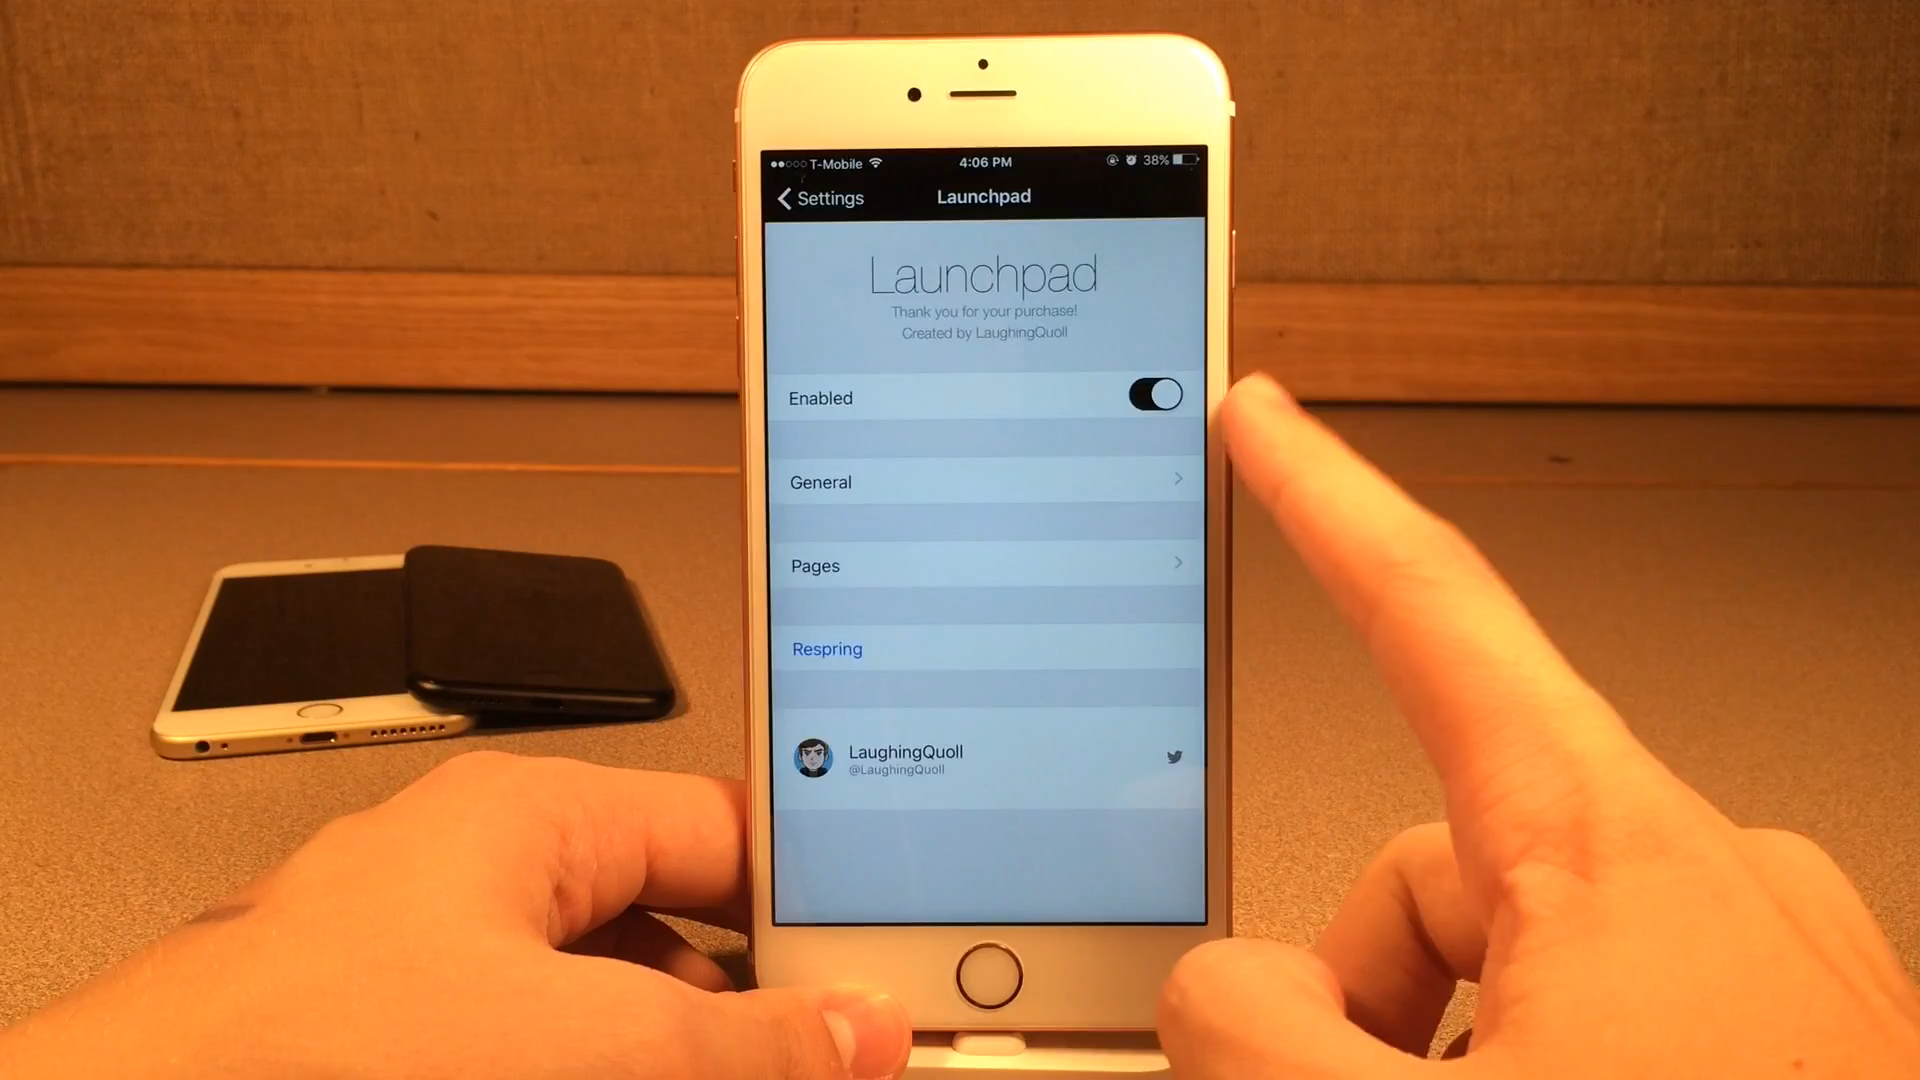 T-Mobile 4:06 PM 38%
Settings Launchpad
Launchpad
Thank you for your purchase!
Created by LaughingQuoll
Enabled
General
Pages
Respring
LaughingQuoll
@LaughingQuoll